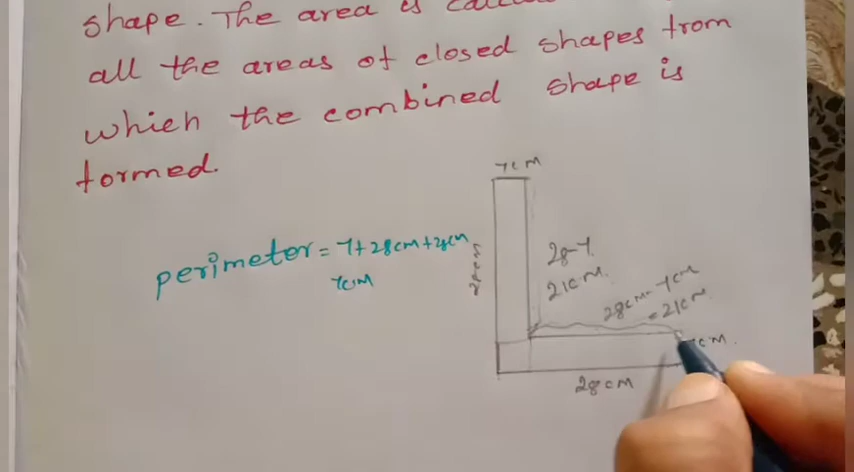 shape. The area is
all the areas of closed shapes from
which the combined shape is
formed.
7cM
perimeter = 7+28cM+28cM
7cM
28cM
28-7
21cM.
28cM-7cM
=21cM
7cM.
28cM